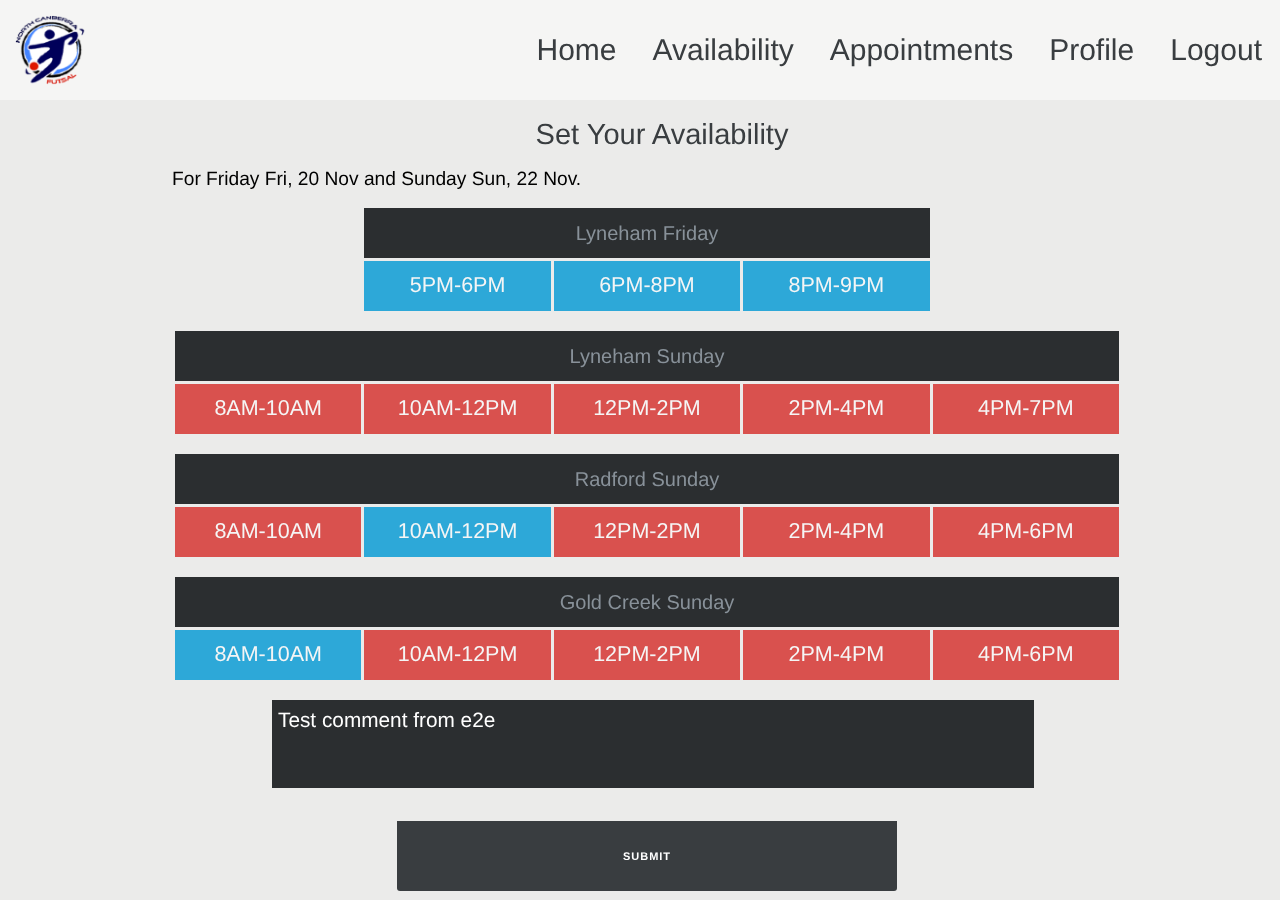 NORTH CANBERRA
FUTSAL
Home Availability Appointments Profile Logout
Set Your Availability
For Friday Fri, 20 Nov and Sunday Sun, 22 Nov.
Lyneham Friday
5PM-6PM 6PM-8PM 8PM-9PM
Lyneham Sunday
8AM-10AM 10AM-12PM 12PM-2PM 2PM-4PM 4PM-7PM
Radford Sunday
8AM-10AM 10AM-12PM 12PM-2PM 2PM-4PM 4PM-6PM
Gold Creek Sunday
8AM-10AM 10AM-12PM 12PM-2PM 2PM-4PM 4PM-6PM
Test comment from e2e
SUBMIT